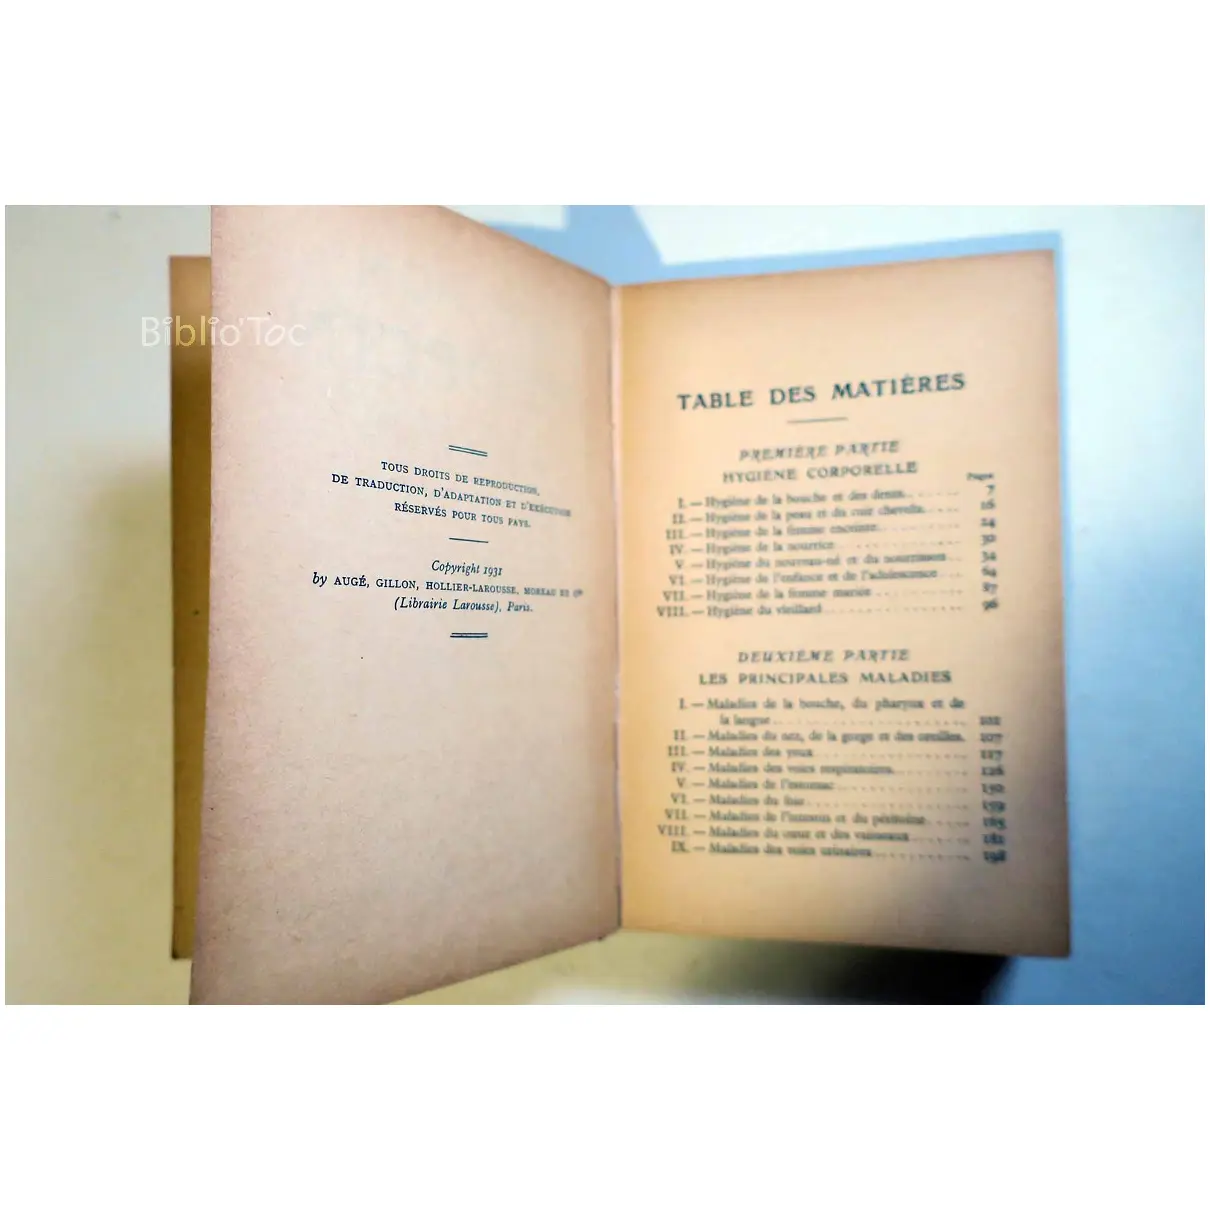 Biblio'Toc
TOUS DROITS DE REPRODUCTION,
DE TRADUCTION, D'ADAPTATION ET D'EXÉCUTION
RÉSERVÉS POUR TOUS PAYS.
Copyright 1931
by AUGÉ, GILLON, HOLLIER-LAROUSSE, MOREAU ET Cie
(Librairie Larousse), Paris.
TABLE DES MATIÈRES
PREMIÈRE PARTIE
HYGIÈNE CORPORELLE
Pages
I. — Hygiène de la bouche et des dents. . . . . . . 7
II. — Hygiène de la peau et du cuir chevelu. . . . . 16
III. — Hygiène de la femme enceinte. . . . . . . . . 24
IV. — Hygiène de la nourrice . . . . . . . . . . . . 30
V. — Hygiène du nouveau-né et du nourrisson . . . 34
VI. — Hygiène de l'enfance et de l'adolescence . . . 64
VII. — Hygiène de la femme mariée . . . . . . . . . 87
VIII. — Hygiène du vieillard . . . . . . . . . . . . . 96
DEUXIÈME PARTIE
LES PRINCIPALES MALADIES
I. — Maladies de la bouche, du pharynx et de
la langue . . . . . . . . . . . . . . . . . 102
II. — Maladies du nez, de la gorge et des oreilles. 107
III. — Maladies des yeux . . . . . . . . . . . . . . 117
IV. — Maladies des voies respiratoires. . . . . . . . 126
V. — Maladies de l'estomac . . . . . . . . . . . . 150
VI. — Maladies du foie . . . . . . . . . . . . . . . 159
VII. — Maladies de l'intestin et du péritoine . . . . . 165
VIII. — Maladies du cœur et des vaisseaux . . . . . . 181
IX. — Maladies des voies urinaires . . . . . . . . . 198